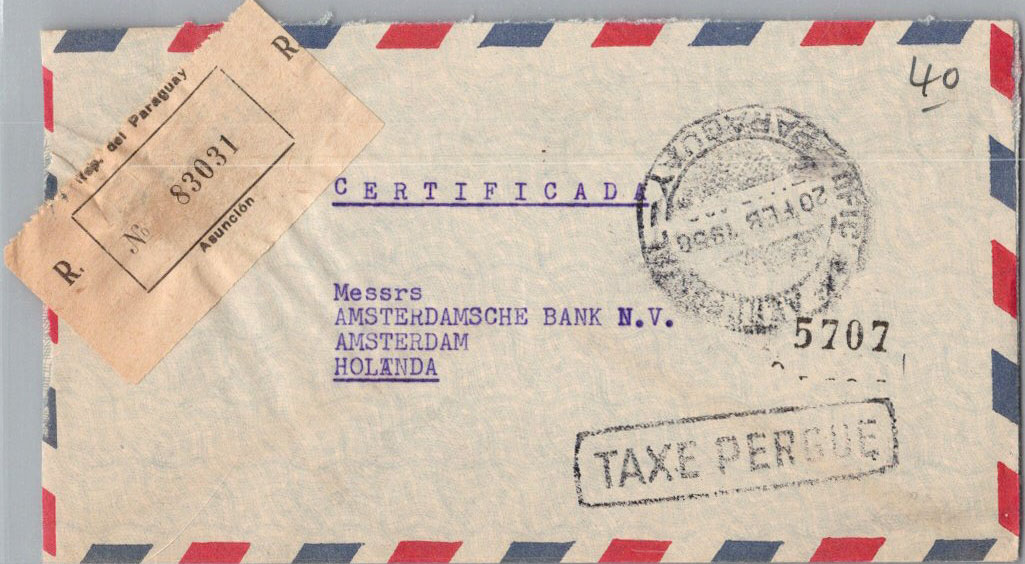 R.
Rep. del Paraguay
Nº 83031
Asunción
R.
40
CERTIFICADA
PARAGUAY
20 FEB 1956
Messrs
AMSTERDAMSCHE BANK N.V.
AMSTERDAM
HOLANDA
5707
TAXE PERÇUE